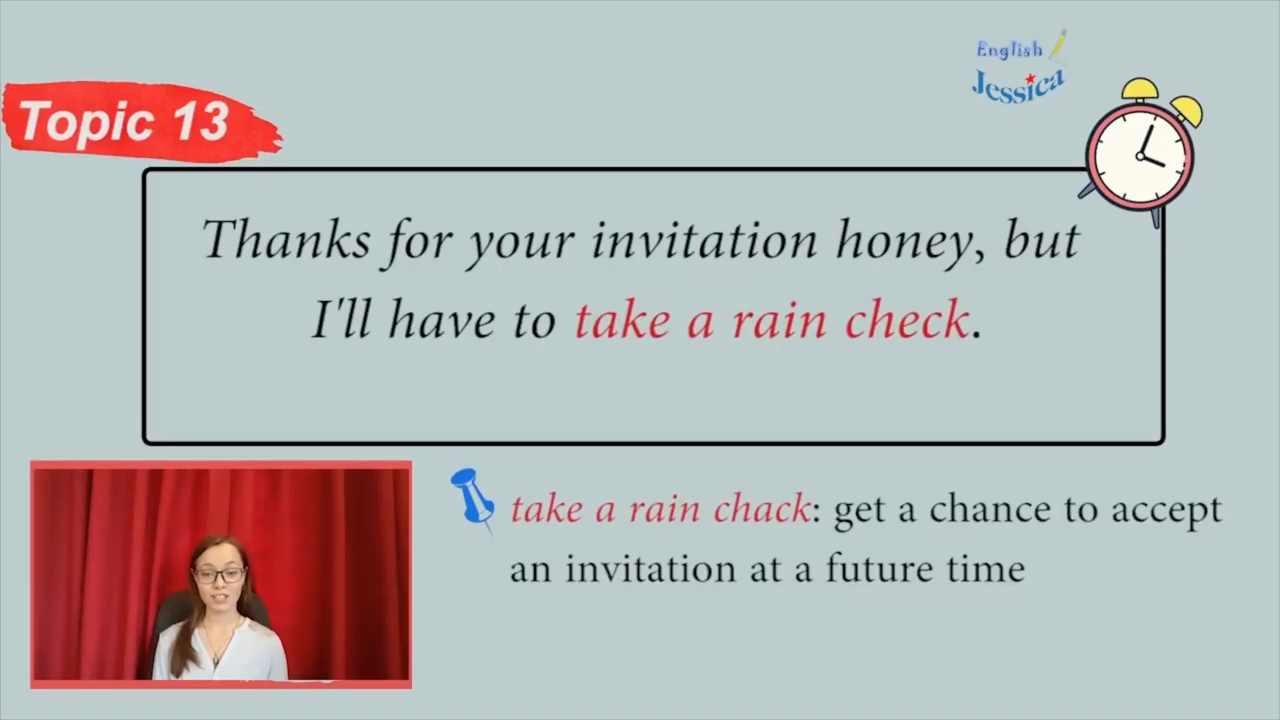 English
Jessica
Topic 13
Thanks for your invitation honey, but
I'll have to take a rain check.
take a rain chack: get a chance to accept
an invitation at a future time